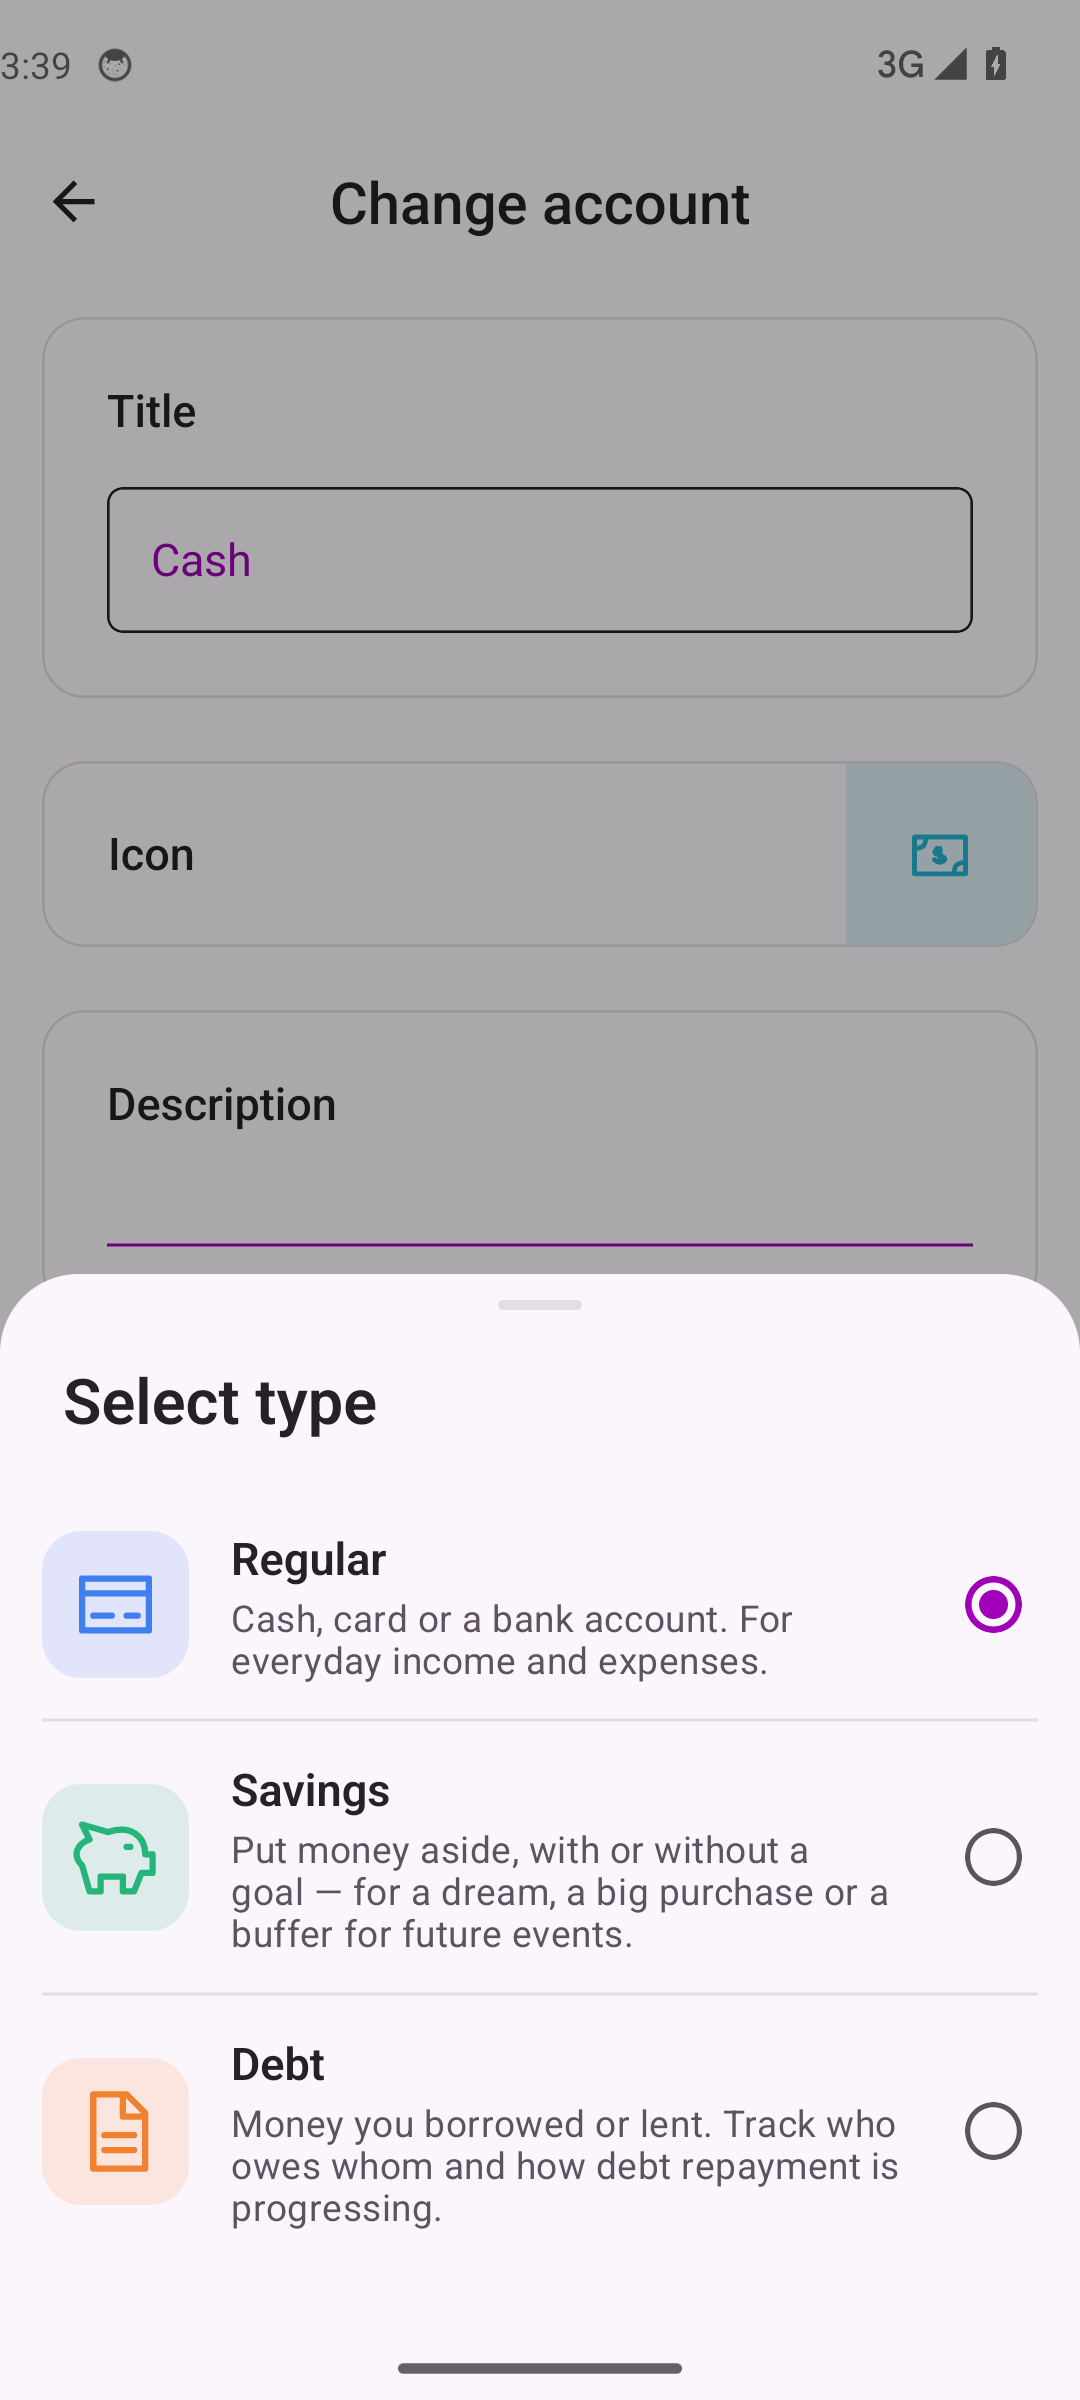 3:39
3G
Change account
Title
Cash
Icon
Description
Select type
Regular
Cash, card or a bank account. For
everyday income and expenses.
Savings
Put money aside, with or without a
goal — for a dream, a big purchase or a
buffer for future events.
Debt
Money you borrowed or lent. Track who
owes whom and how debt repayment is
progressing.